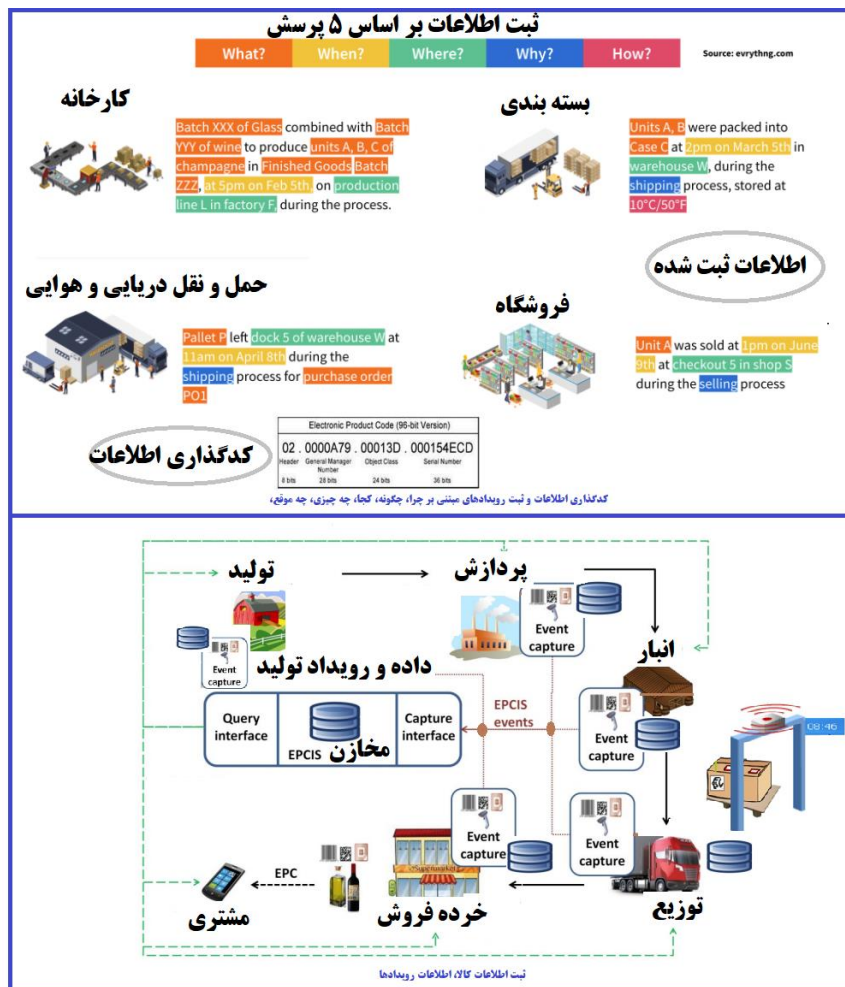 ثبت اطلاعات بر اساس ۵ پرسش
What? When? Where? Why? How?
Source: evrythng.com
کارخانه
Batch XXX of Glass combined with Batch
YYY of wine to produce units A, B, C of
champagne in Finished Goods Batch
ZZZ, at 5pm on Feb 5th, on production
line L in factory F, during the process.
بسته بندی
Units A, B were packed into
Case C at 2pm on March 5th in
warehouse W, during the
shipping process, stored at
10°C/50°F
اطلاعات ثبت شده
حمل و نقل دریایی و هوایی
Pallet P left dock 5 of warehouse W at
11am on April 8th during the
shipping process for purchase order
PO1
فروشگاه
Unit A was sold at 1pm on June
9th at checkout 5 in shop S
during the selling process
کدگذاری اطلاعات
Electronic Product Code (96-bit Version)
02 . 0000A79 . 00013D . 000154ECD
Header General Manager Number Object Class Serial Number
8 bits 28 bits 24 bits 36 bits
کدگذاری اطلاعات و ثبت رویدادهای مبتنی بر چرا، چگونه، کجا، چه چیزی، چه موقع،
تولید
پردازش
Event
capture
انبار
Event
capture
داده و رویداد تولید
Query
interface
EPCIS
مخازن
Capture
interface
EPCIS
events
Event
capture
08:46
Event
capture
Event
capture
Supermarket
EPC
مشتری
خرده فروش
توزیع
ثبت اطلاعات کالا، اطلاعات رویدادها